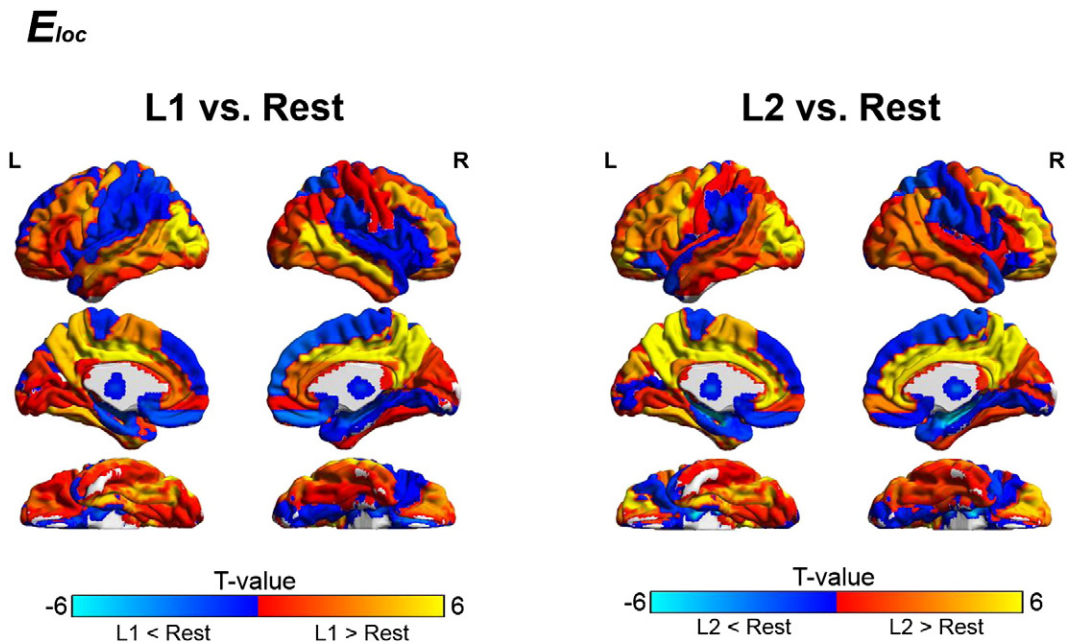 Eloc
L1 vs. Rest
L2 vs. Rest
L
R
L
R
T-value
-6
6
L1 < Rest
L1 > Rest
T-value
-6
6
L2 < Rest
L2 > Rest